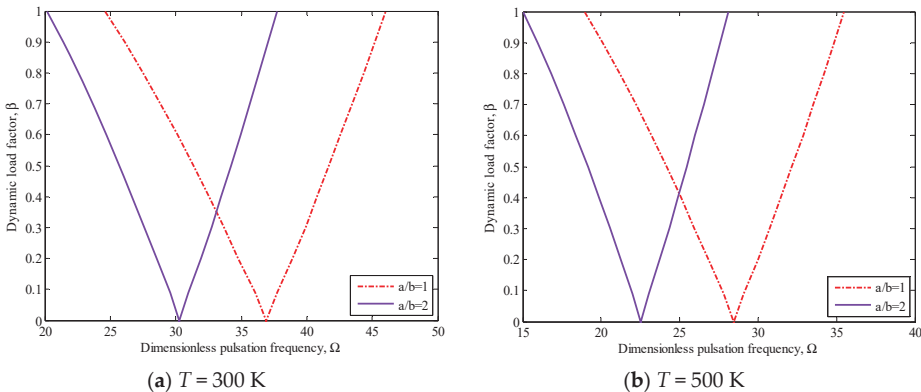 1
0.9
0.8
0.7
0.6
0.5
0.4
0.3
0.2
0.1
0
Dynamic load factor, β
20 25 30 35 40 45 50
Dimensionless pulsation frequency, Ω
a/b=1
a/b=2
(a) T = 300 K
1
0.9
0.8
0.7
0.6
0.5
0.4
0.3
0.2
0.1
0
Dynamic load factor, β
15 20 25 30 35 40
Dimensionless pulsation frequency, Ω
a/b=1
a/b=2
(b) T = 500 K